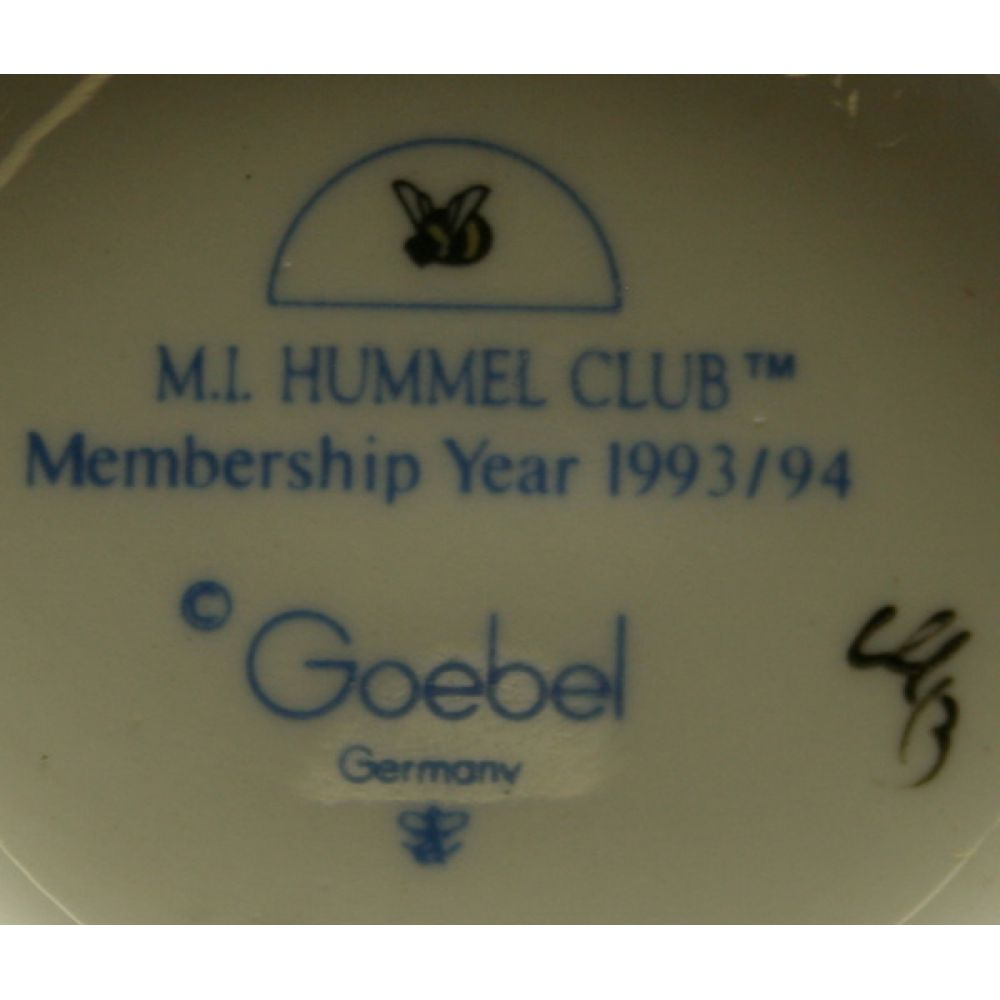 M.I. HUMMEL CLUB™
Membership Year 1993/94
© Goebel
Germany